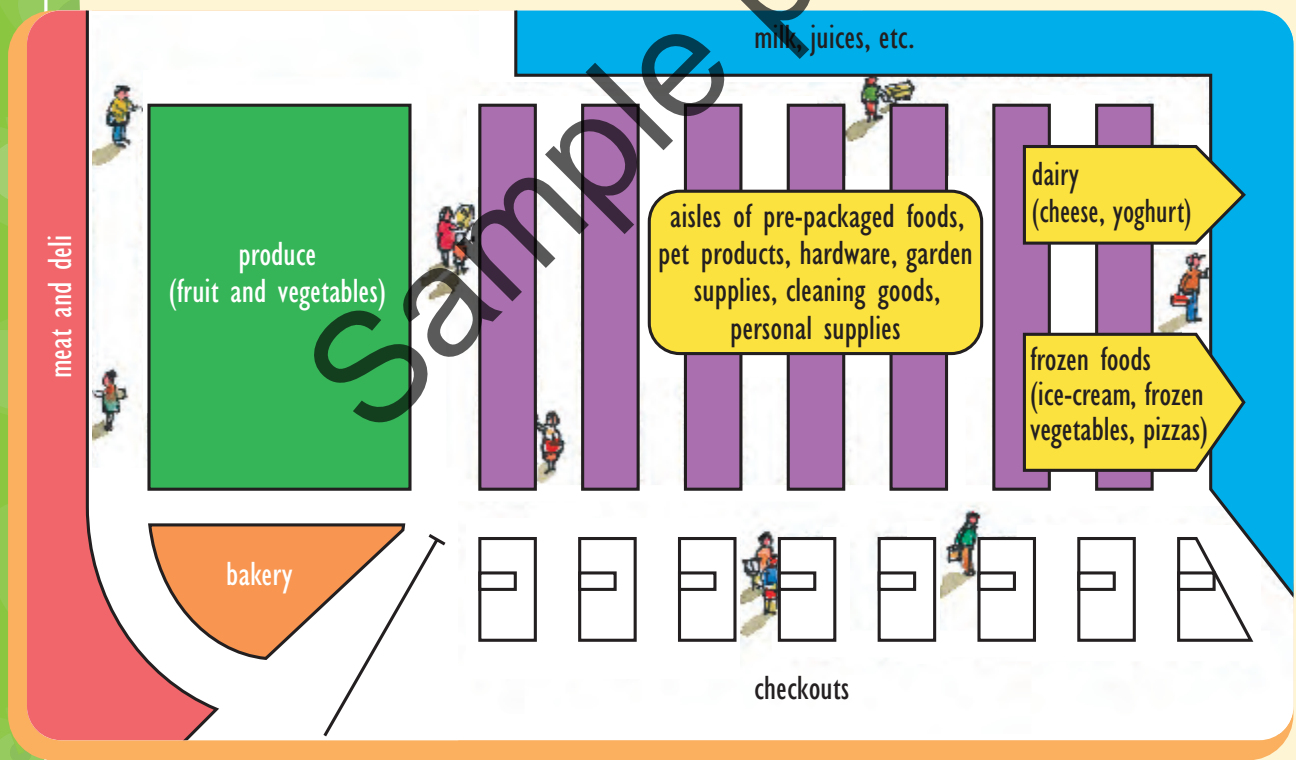 milk, juices, etc.
meat and deli
produce
(fruit and vegetables)
aisles of pre-packaged foods,
pet products, hardware, garden
supplies, cleaning goods,
personal supplies
dairy
(cheese, yoghurt)
frozen foods
(ice-cream, frozen
vegetables, pizzas)
bakery
checkouts
Sample